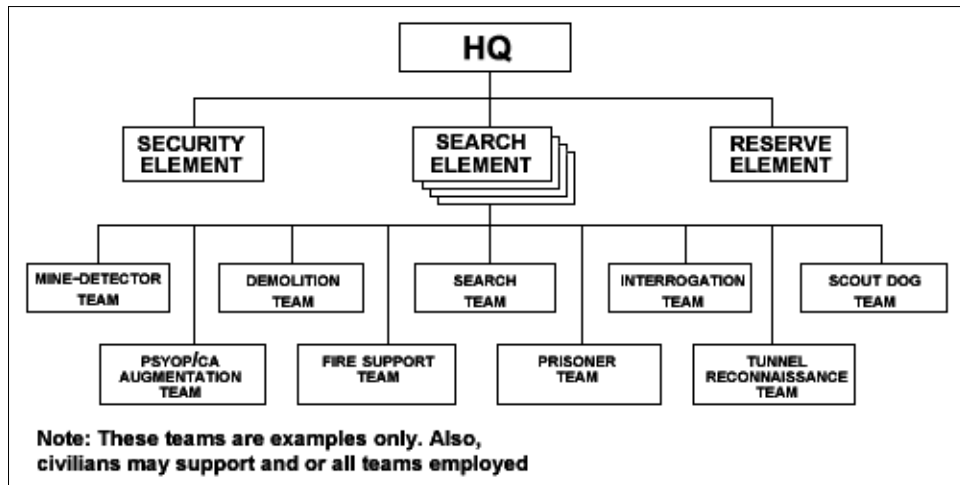 HQ
SECURITY
ELEMENT
SEARCH
ELEMENT
RESERVE
ELEMENT
MINE-DETECTOR
TEAM
DEMOLITION
TEAM
SEARCH
TEAM
INTERROGATION
TEAM
SCOUT DOG
TEAM
PSYOP/CA
AUGMENTATION
TEAM
FIRE SUPPORT
TEAM
PRISONER
TEAM
TUNNEL
RECONNAISSANCE
TEAM
Note: These teams are examples only. Also,
civilians may support and or all teams employed